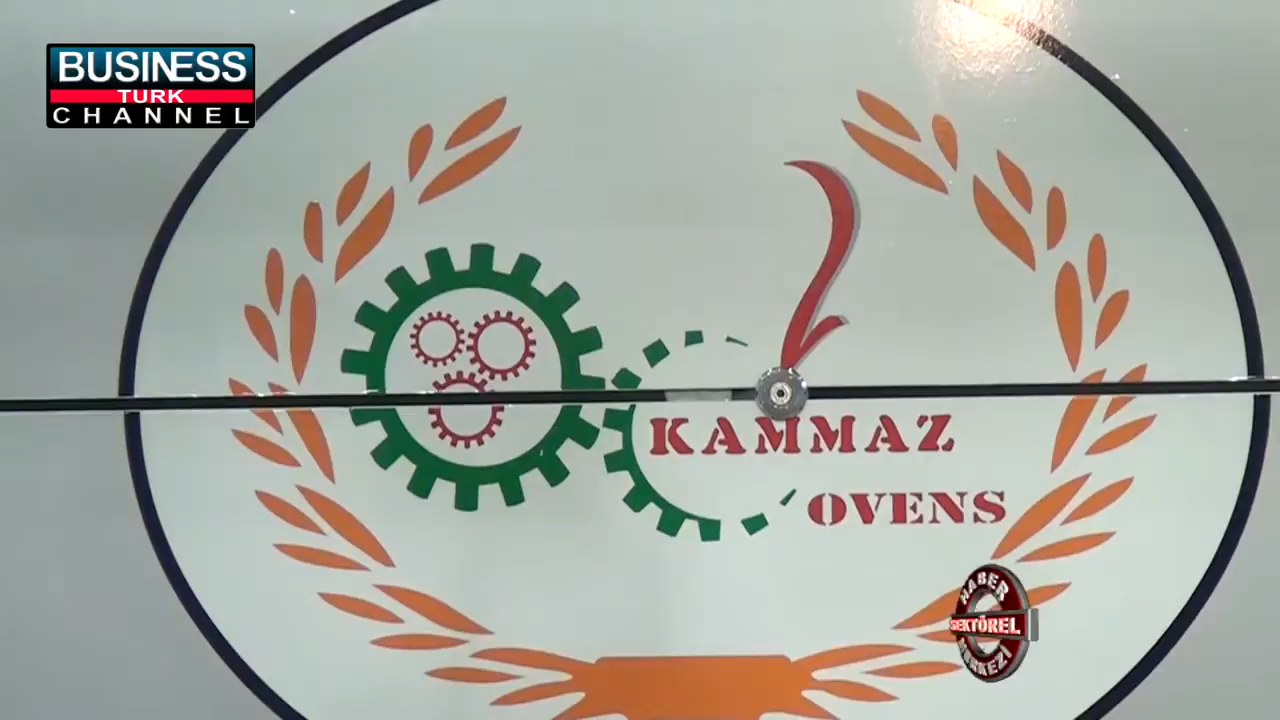 BUSINESS
TURK
CHANNEL
KAMMAZ
OVENS
HABER
SEKTÖREL
MERKEZİ